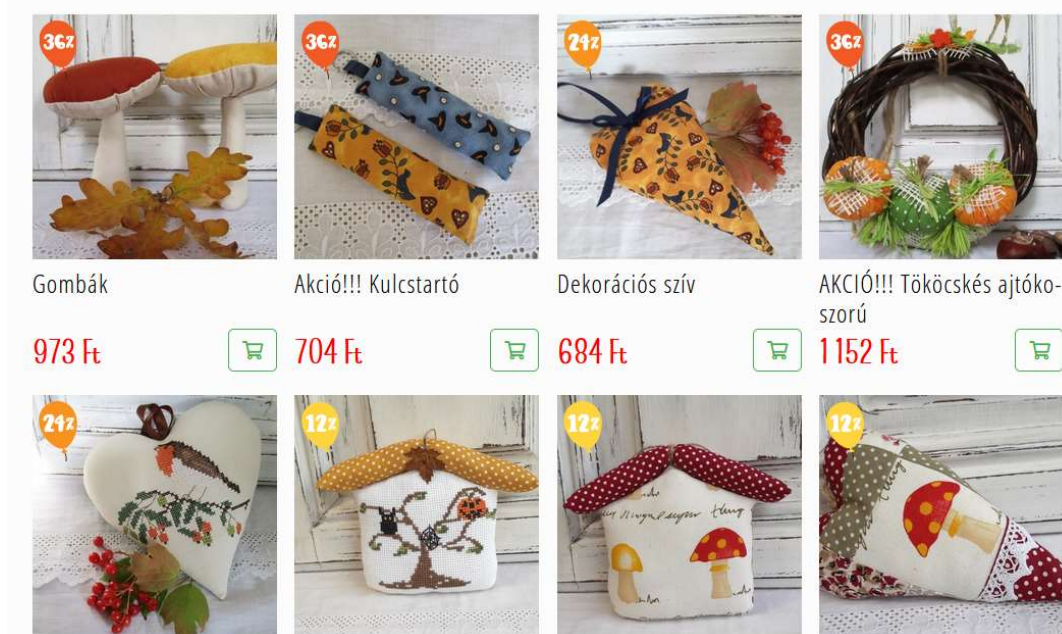 36%
36%
24%
36%
Gombák
Akció!!! Kulcstartó
Dekorációs szív
AKCIÓ!!! Tököcskés ajtóko-
szorú
973 Ft
704 Ft
684 Ft
1 152 Ft
24%
12%
12%
12%